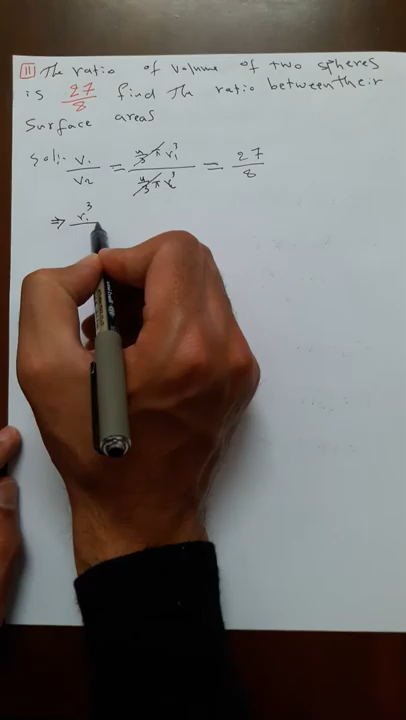 11 The ratio of volume of two spheres
is 27/8 find The ratio between their
surface areas
sol:- V₁/V₂ = (4/3 π r₁³)/(4/3 π r₂³) = 27/8
⇒ r₁³